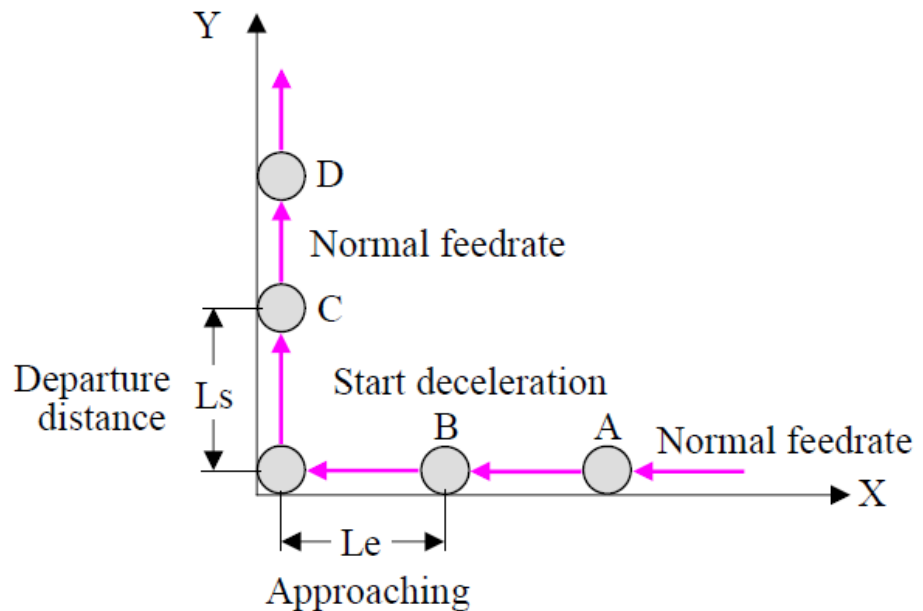 Y
D
Normal feedrate
C
Departure
distance
Ls
Start deceleration
B
A
Normal feedrate
X
Le
Approaching